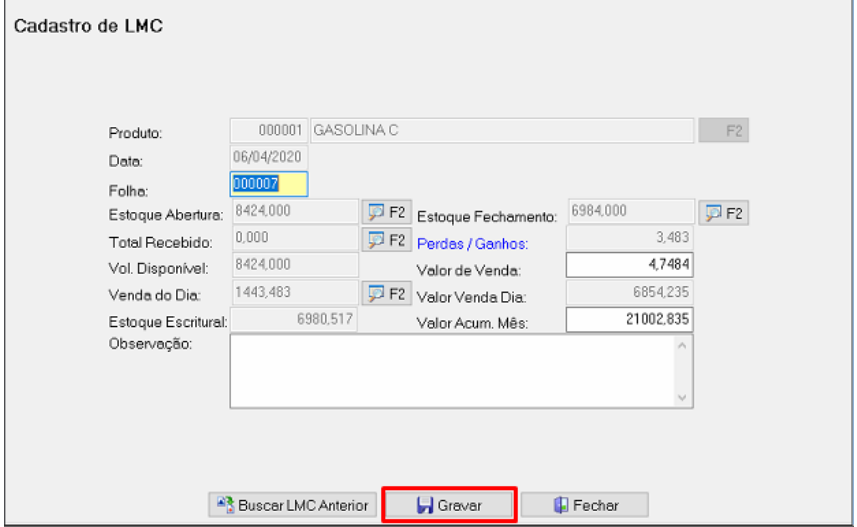 Cadastro de LMC
Produto: 000001 GASOLINA C F2
Data: 06/04/2020
Folha: 000007
Estoque Abertura: 8424,000 F2 Estoque Fechamento: 6984,000 F2
Total Recebido: 0,000 F2 Perdas / Ganhos: 3,483
Vol. Disponível: 8424,000 Valor de Venda: 4,7484
Venda do Dia: 1443,483 F2 Valor Venda Dia: 6854,235
Estoque Escritural: 6980,517 Valor Acum. Mês: 21002,835
Observação:
Buscar LMC Anterior Gravar Fechar